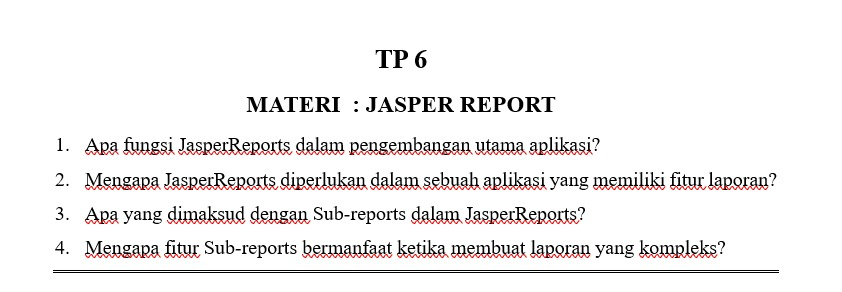 TP 6
MATERI : JASPER REPORT
1. Apa fungsi JasperReports dalam pengembangan utama aplikasi?
2. Mengapa JasperReports diperlukan dalam sebuah aplikasi yang memiliki fitur laporan?
3. Apa yang dimaksud dengan Sub-reports dalam JasperReports?
4. Mengapa fitur Sub-reports bermanfaat ketika membuat laporan yang kompleks?